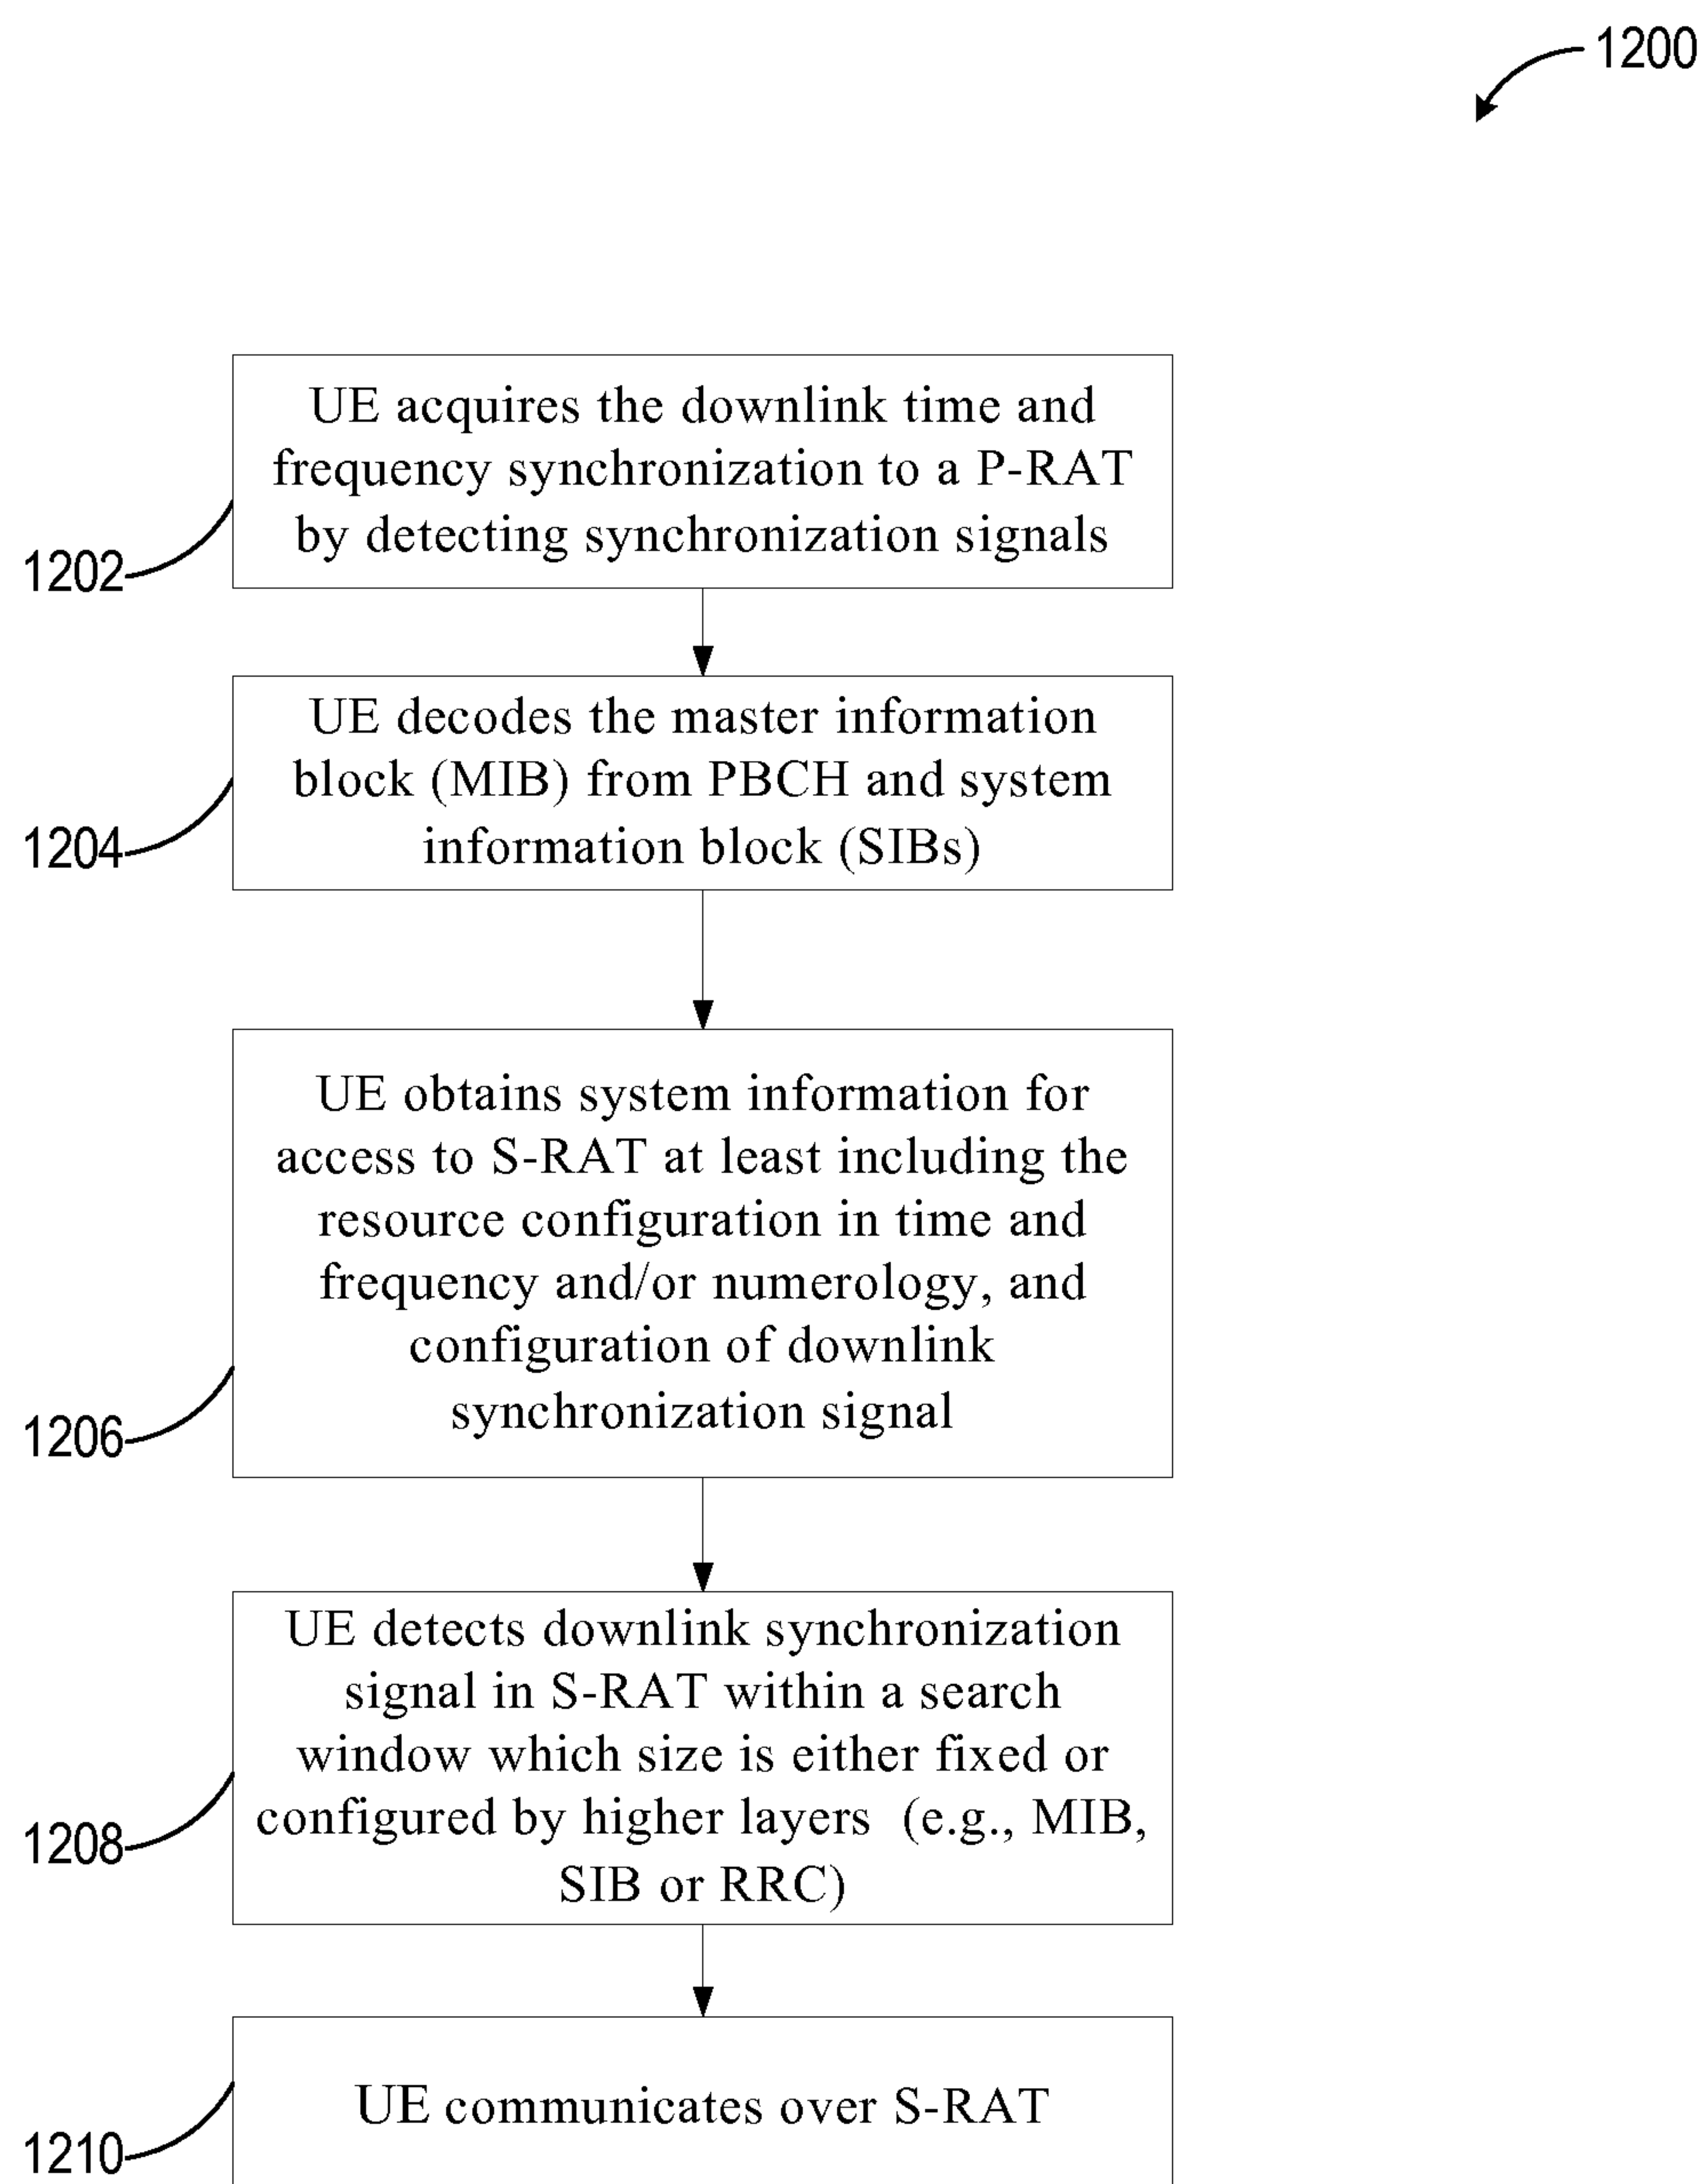 1200
UE acquires the downlink time and
frequency synchronization to a P-RAT
by detecting synchronization signals
1202
UE decodes the master information
block (MIB) from PBCH and system
information block (SIBs)
1204
UE obtains system information for
access to S-RAT at least including the
resource configuration in time and
frequency and/or numerology, and
configuration of downlink
synchronization signal
1206
UE detects downlink synchronization
signal in S-RAT within a search
window which size is either fixed or
configured by higher layers (e.g., MIB,
SIB or RRC)
1208
UE communicates over S-RAT
1210